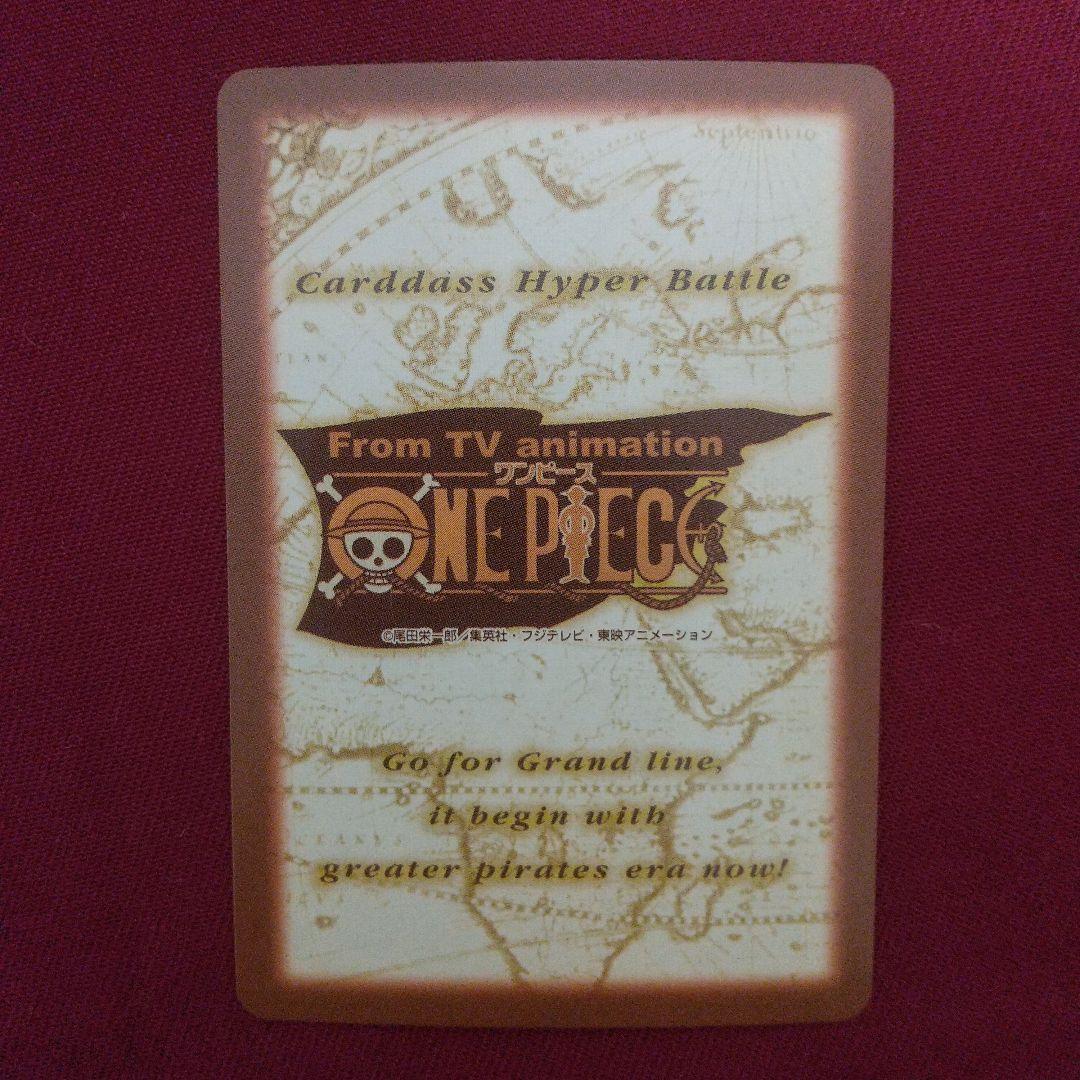 Septentrio
Carddass Hyper Battle
From TV animation
ワンピース
ONE PIECE
©尾田栄一郎／集英社・フジテレビ・東映アニメーション
Go for Grand line,
it begin with
greater pirates era now!